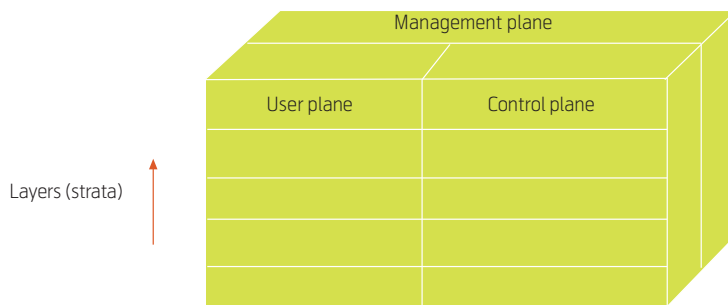 Management plane
User plane
Control plane
Layers (strata)